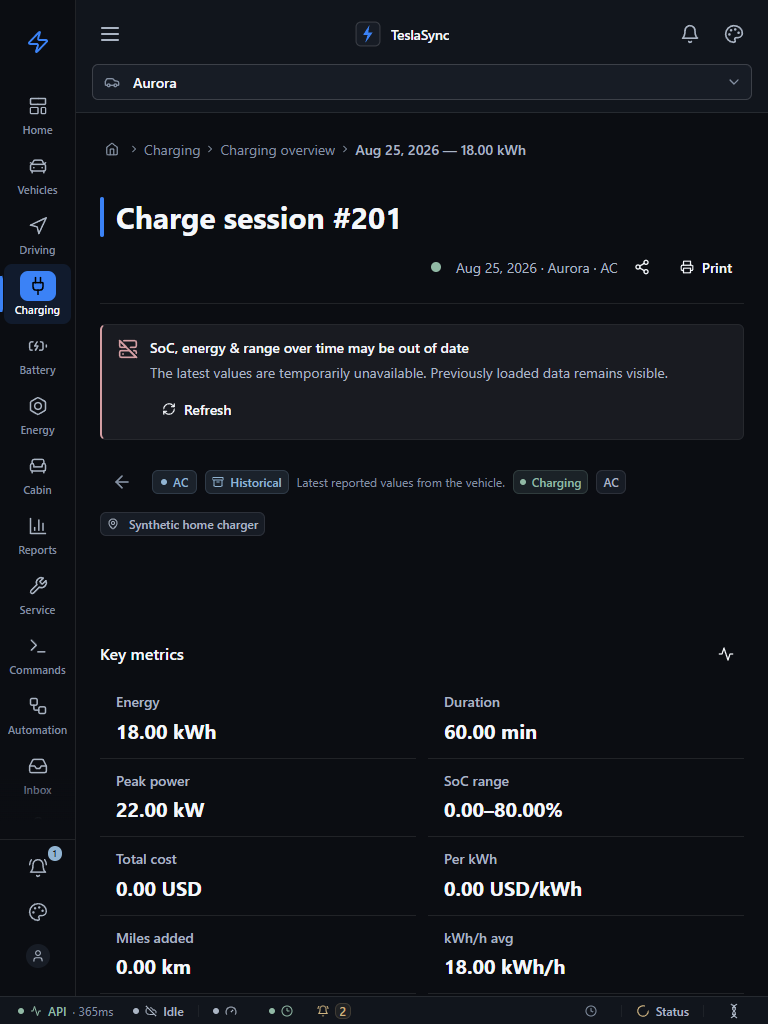 TeslaSync
Aurora
Home
Vehicles
Driving
Charging
Battery
Energy
Cabin
Reports
Service
Commands
Automation
Inbox
1
Charging
Charging overview
Aug 25, 2026 — 18.00 kWh
Charge session #201
Aug 25, 2026 · Aurora · AC
Print
SoC, energy & range over time may be out of date
The latest values are temporarily unavailable. Previously loaded data remains visible.
Refresh
AC
Historical
Latest reported values from the vehicle.
Charging
AC
Synthetic home charger
Key metrics
Energy
18.00 kWh
Duration
60.00 min
Peak power
22.00 kW
SoC range
0.00–80.00%
Total cost
0.00 USD
Per kWh
0.00 USD/kWh
Miles added
0.00 km
kWh/h avg
18.00 kWh/h
API · 365ms
Idle
2
Status